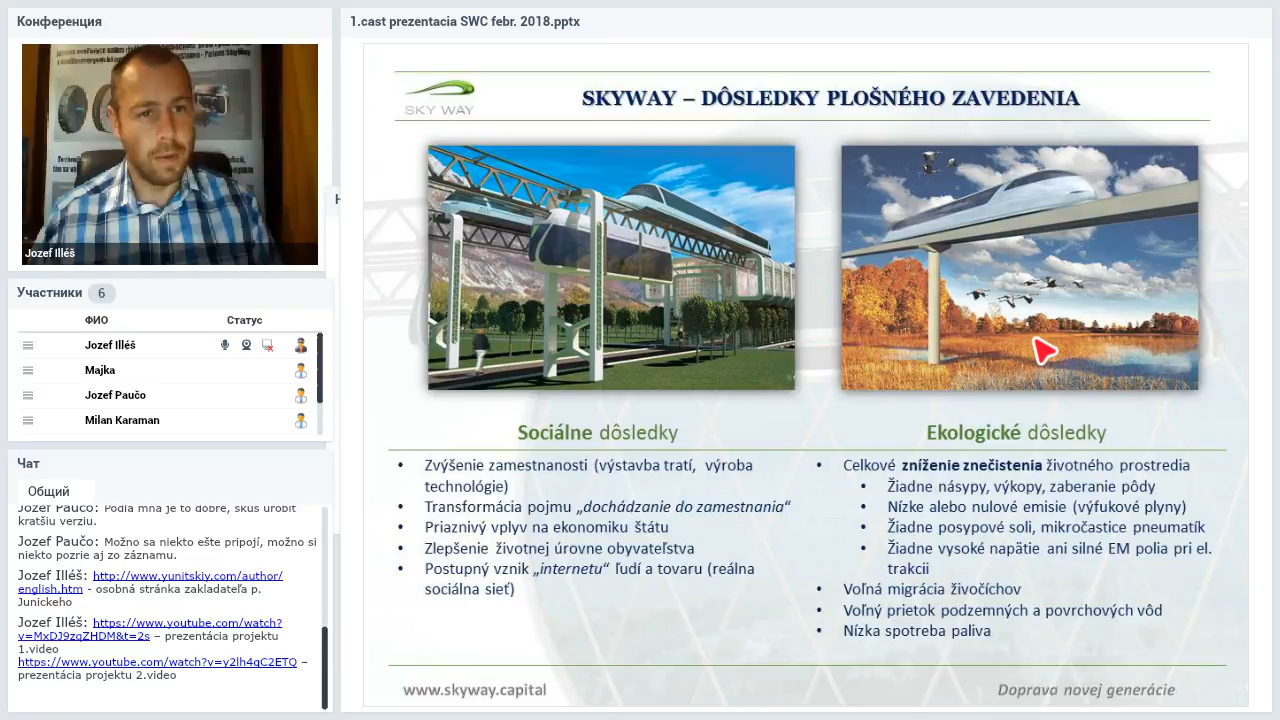 Конференция
Jozef Illéš
Участники 6
ФИО Статус
Jozef Illéš
Majka
Jozef Paučo
Milan Karaman
Чат
Общий
Jozef Paučo: Podla mňa je to dobre, skús urobit
kratšiu verziu.
Jozef Paučo: Možno sa niekto ešte pripojí, možno si
niekto pozrie aj zo záznamu.
Jozef Illéš: http://www.yunitskiy.com/author/
english.htm - osobná stránka zakladateľa p.
Junickeho
Jozef Illéš: https://www.youtube.com/watch?
v=MxDJ9zqZHDM&t=2s – prezentácia projektu
1.video
https://www.youtube.com/watch?v=y2lh4qC2ETQ –
prezentácia projektu 2.video
1.cast prezentacia SWC febr. 2018.pptx
SKY WAY
SKYWAY – DÔSLEDKY PLOŠNÉHO ZAVEDENIA
Sociálne dôsledky
• Zvýšenie zamestnanosti (výstavba tratí, výroba
technológie)
• Transformácia pojmu „dochádzanie do zamestnania“
• Priaznivý vplyv na ekonomiku štátu
• Zlepšenie životnej úrovne obyvateľstva
• Postupný vznik „internetu“ ľudí a tovaru (reálna
sociálna sieť)
Ekologické dôsledky
• Celkové zníženie znečistenia životného prostredia
• Žiadne násypy, výkopy, zaberanie pôdy
• Nízke alebo nulové emisie (výfukové plyny)
• Žiadne posypové soli, mikročastice pneumatík
• Žiadne vysoké napätie ani silné EM polia pri el.
trakcii
• Voľná migrácia živočíchov
• Voľný prietok podzemných a povrchových vôd
• Nízka spotreba paliva
www.skyway.capital
Doprava novej generácie